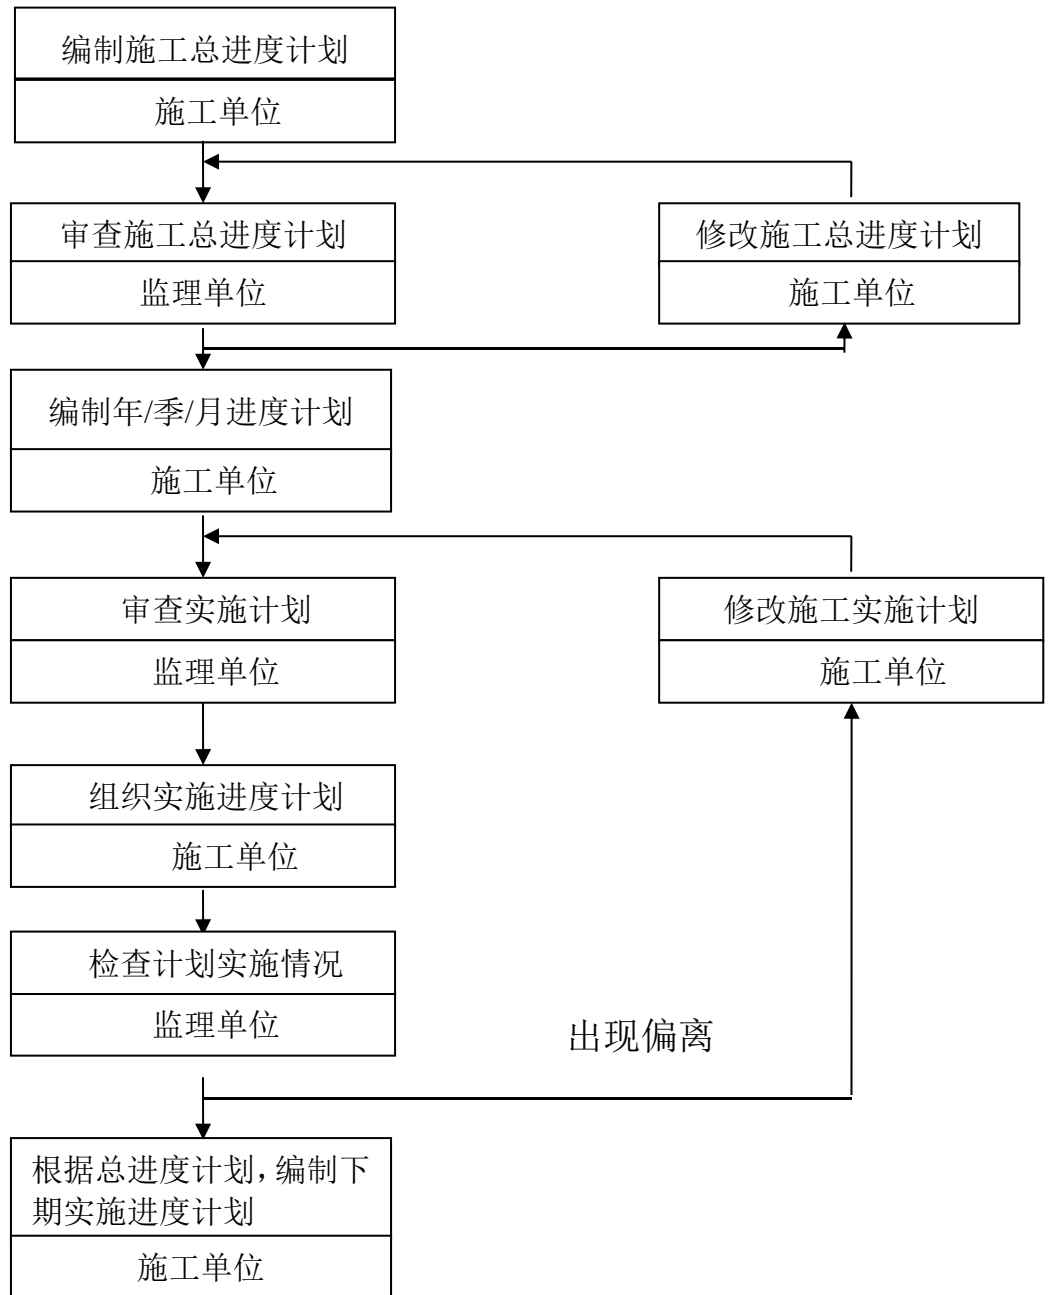 编制施工总进度计划
施工单位
审查施工总进度计划
监理单位
修改施工总进度计划
施工单位
编制年/季/月进度计划
施工单位
审查实施计划
监理单位
修改施工实施计划
施工单位
组织实施进度计划
施工单位
检查计划实施情况
监理单位
出现偏离
根据总进度计划，编制下
期实施进度计划
施工单位